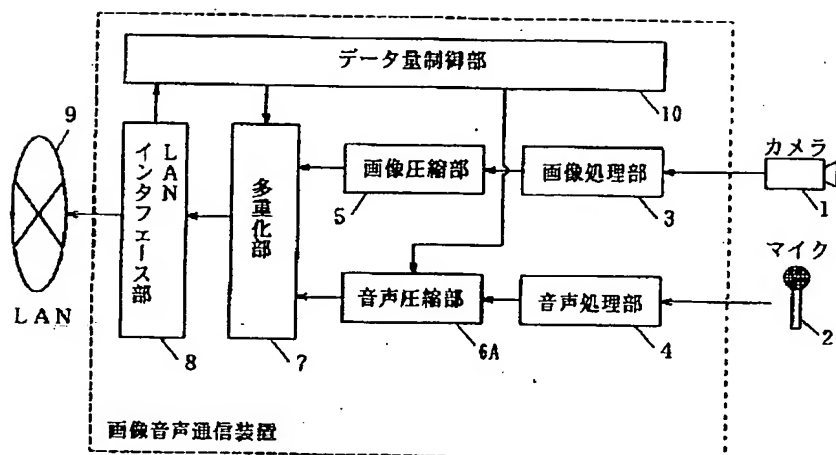 データ量制御部
10
9
LAN
LAN
インタフェース部
8
多重化部
7
画像圧縮部
5
画像処理部
3
カメラ
1
音声圧縮部
6A
音声処理部
4
マイク
2
画像音声通信装置